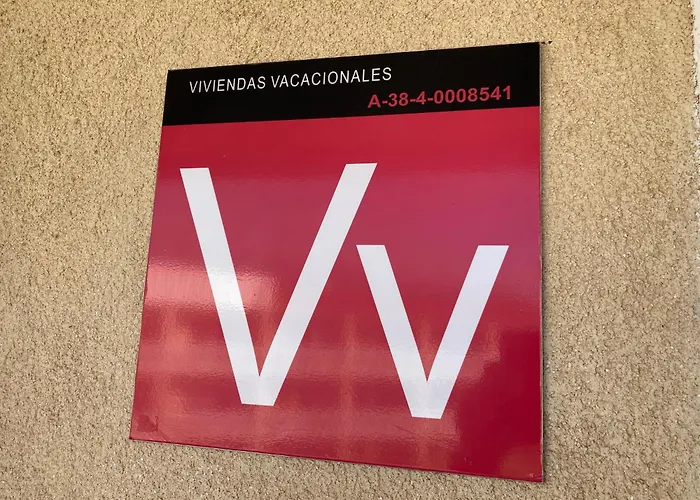 VIVIENDAS VACACIONALES
A-38-4-0008541
Vv